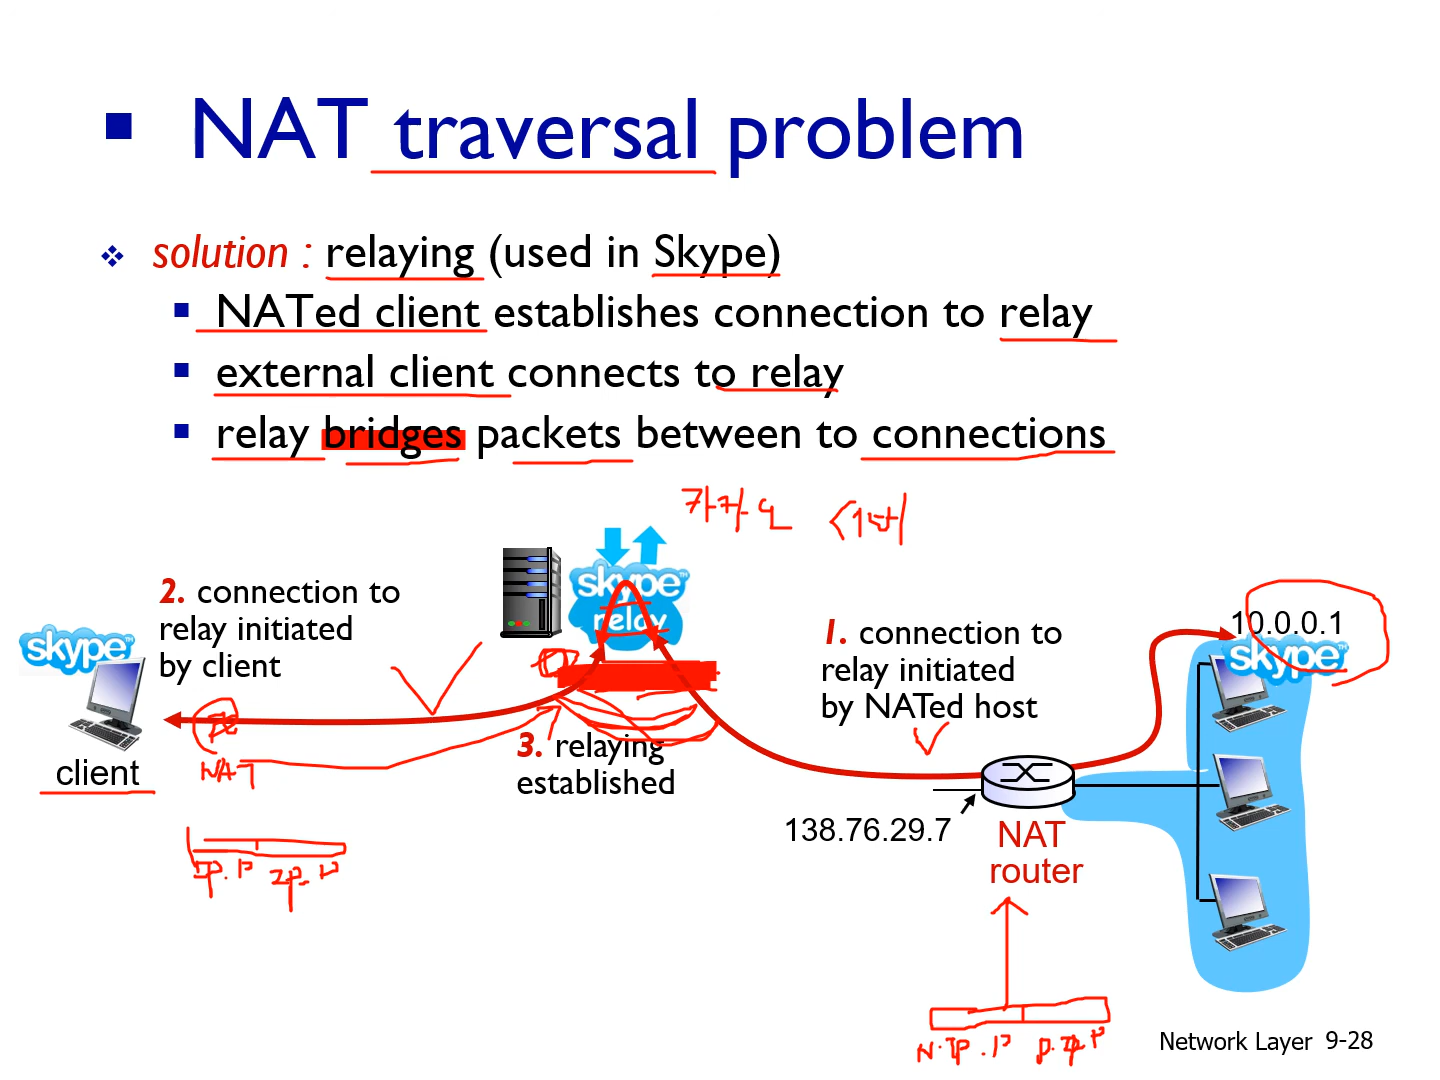 NAT traversal problem
solution : relaying (used in Skype)
NATed client establishes connection to relay
external client connects to relay
relay bridges packets between to connections
2. connection to
relay initiated
by client
skype
relay
1. connection to
relay initiated
by NATed host
10.0.0.1
skype
skype
client
NAT
3. relaying
established
138.76.29.7
NAT
router
IP. P IP. P
N. IP. P
Network Layer 9-28